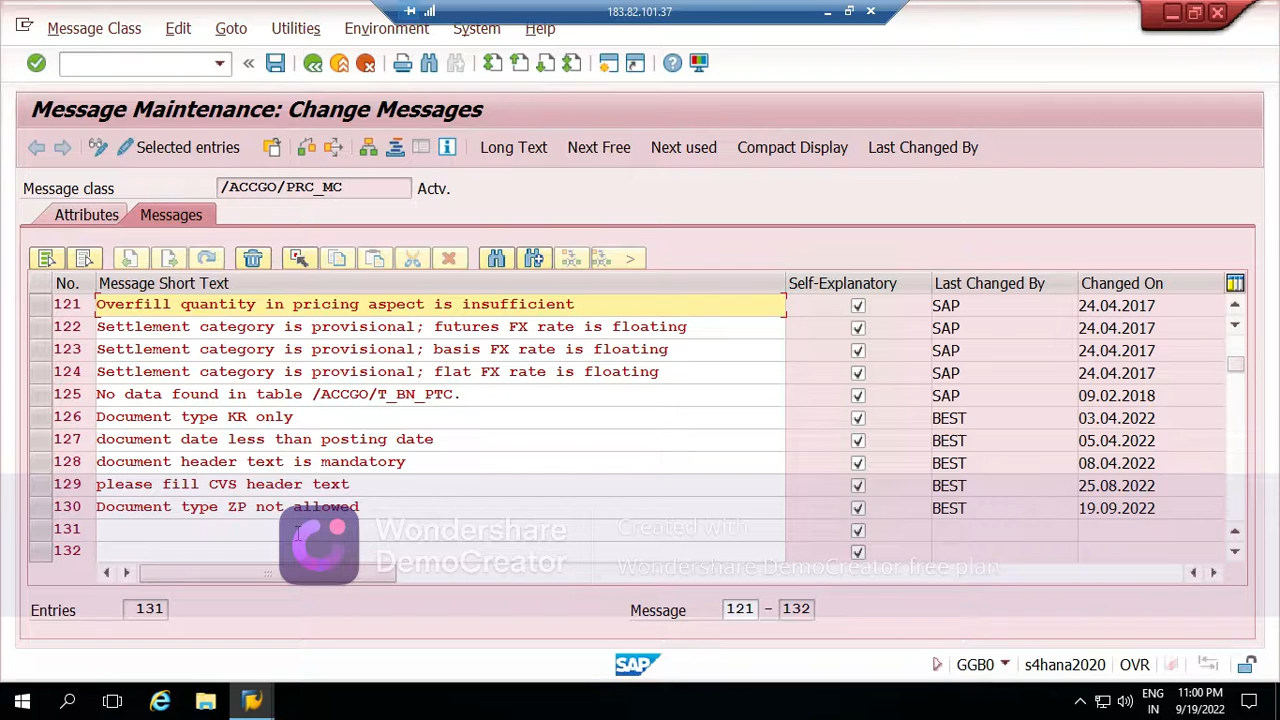 183.82.101.37
Message Class Edit Goto Utilities Environment System Help
Message Maintenance: Change Messages
Selected entries Long Text Next Free Next used Compact Display Last Changed By
Message class /ACCGO/PRC_MC Actv.
Attributes Messages
No. Message Short Text Self-Explanatory Last Changed By Changed On
121 Overfill quantity in pricing aspect is insufficient SAP 24.04.2017
122 Settlement category is provisional; futures FX rate is floating SAP 24.04.2017
123 Settlement category is provisional; basis FX rate is floating SAP 24.04.2017
124 Settlement category is provisional; flat FX rate is floating SAP 24.04.2017
125 No data found in table /ACCGO/T_BN_PTC. SAP 09.02.2018
126 Document type KR only BEST 03.04.2022
127 document date less than posting date BEST 05.04.2022
128 document header text is mandatory BEST 08.04.2022
129 please fill CVS header text BEST 25.08.2022
130 Document type ZP not allowed BEST 19.09.2022
131
132
Wondershare DemoCreator
Created with
Wondershare DemoCreator free plan
Entries 131 Message 121 - 132
SAP GGB0 s4hana2020 OVR
ENG 11:00 PM
IN 9/19/2022